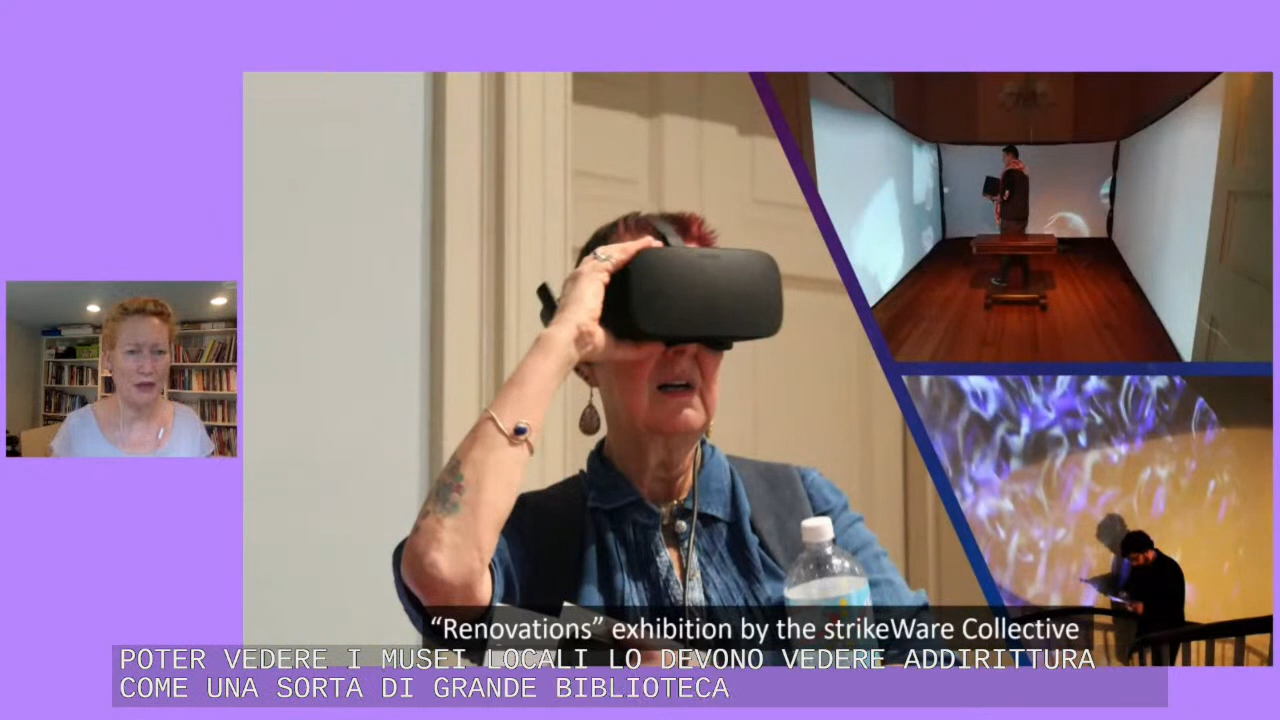 “Renovations” exhibition by the strikeWare Collective
POTER VEDERE I MUSEI LOCALI LO DEVONO VEDERE ADDIRITTURA
COME UNA SORTA DI GRANDE BIBLIOTECA